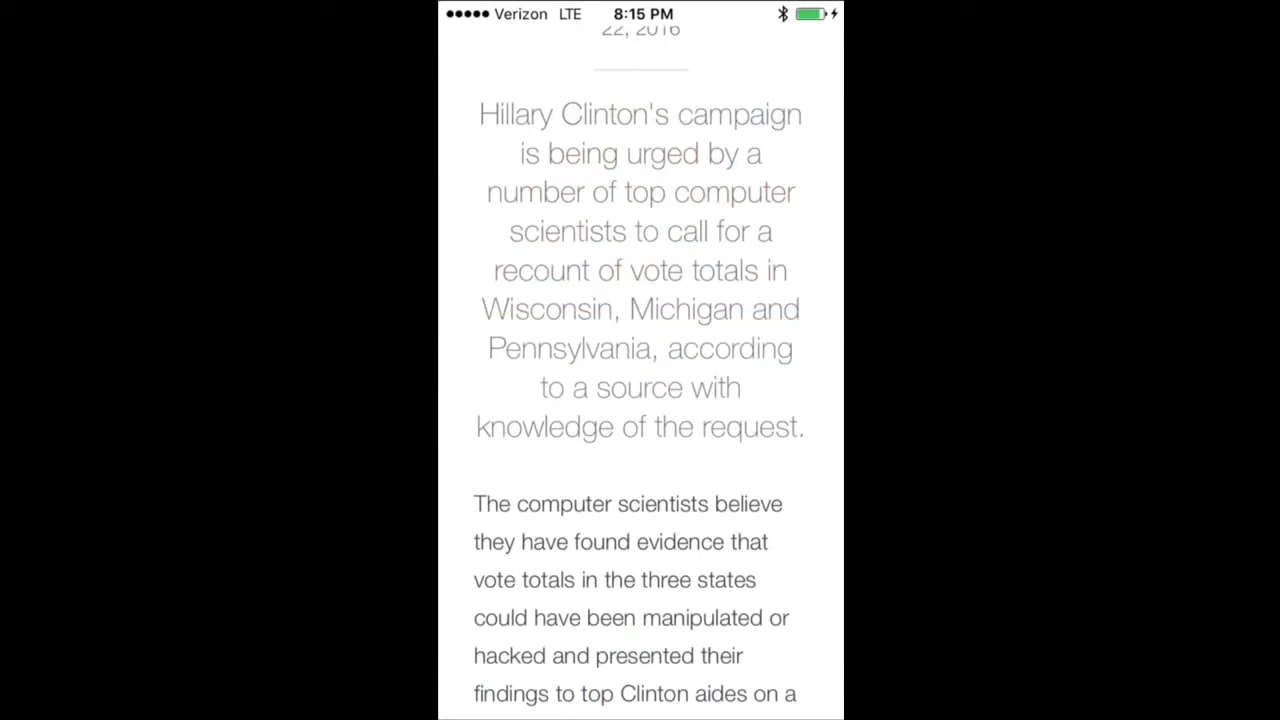 Verizon LTE 8:15 PM
22, 2016
Hillary Clinton's campaign
is being urged by a
number of top computer
scientists to call for a
recount of vote totals in
Wisconsin, Michigan and
Pennsylvania, according
to a source with
knowledge of the request.
The computer scientists believe
they have found evidence that
vote totals in the three states
could have been manipulated or
hacked and presented their
findings to top Clinton aides on a